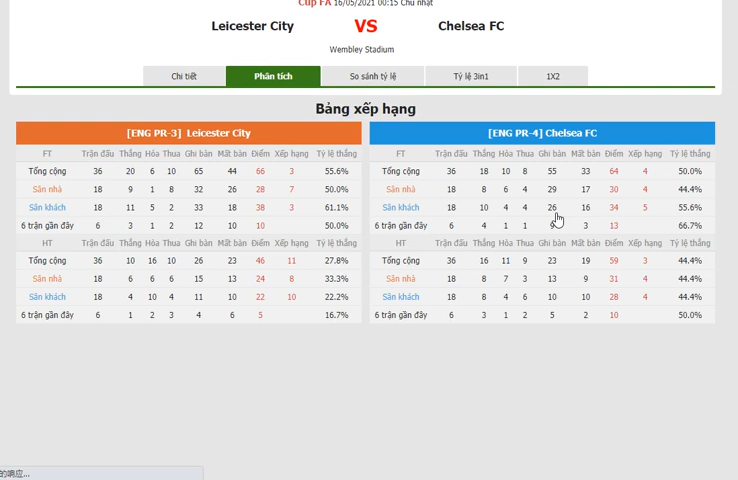 Cúp FA 16/05/2021 00:15 Chủ nhật
Leicester City VS Chelsea FC
Wembley Stadium
Chi tiết Phân tích So sánh tỷ lệ Tỷ lệ 3in1 1X2
Bảng xếp hạng
[ENG PR-3] Leicester City [ENG PR-4] Chelsea FC
FT Trận đấu Thắng Hòa Thua Ghi bàn Mất bàn Điểm Xếp hạng Tỷ lệ thắng FT Trận đấu Thắng Hòa Thua Ghi bàn Mất bàn Điểm Xếp hạng Tỷ lệ thắng
Tổng cộng 36 20 6 10 65 44 66 3 55.6% Tổng cộng 36 18 10 8 55 33 64 4 50.0%
Sân nhà 18 9 1 8 32 26 28 7 50.0% Sân nhà 18 8 6 4 29 17 30 4 44.4%
Sân khách 18 11 5 2 33 18 38 3 61.1% Sân khách 18 10 4 4 26 16 34 5 55.6%
6 trận gần đây 6 3 1 2 12 10 10 50.0% 6 trận gần đây 6 4 1 1 3 13 66.7%
HT Trận đấu Thắng Hòa Thua Ghi bàn Mất bàn Điểm Xếp hạng Tỷ lệ thắng HT Trận đấu Thắng Hòa Thua Ghi bàn Mất bàn Điểm Xếp hạng Tỷ lệ thắng
Tổng cộng 36 10 16 10 26 23 46 11 27.8% Tổng cộng 36 16 11 9 23 19 59 3 44.4%
Sân nhà 18 6 6 6 15 13 24 8 33.3% Sân nhà 18 8 7 3 13 9 31 4 44.4%
Sân khách 18 4 10 4 11 10 22 10 22.2% Sân khách 18 8 4 6 10 10 28 4 44.4%
6 trận gần đây 6 1 2 3 4 6 5 16.7% 6 trận gần đây 6 3 1 2 5 2 10 50.0%
的响应...